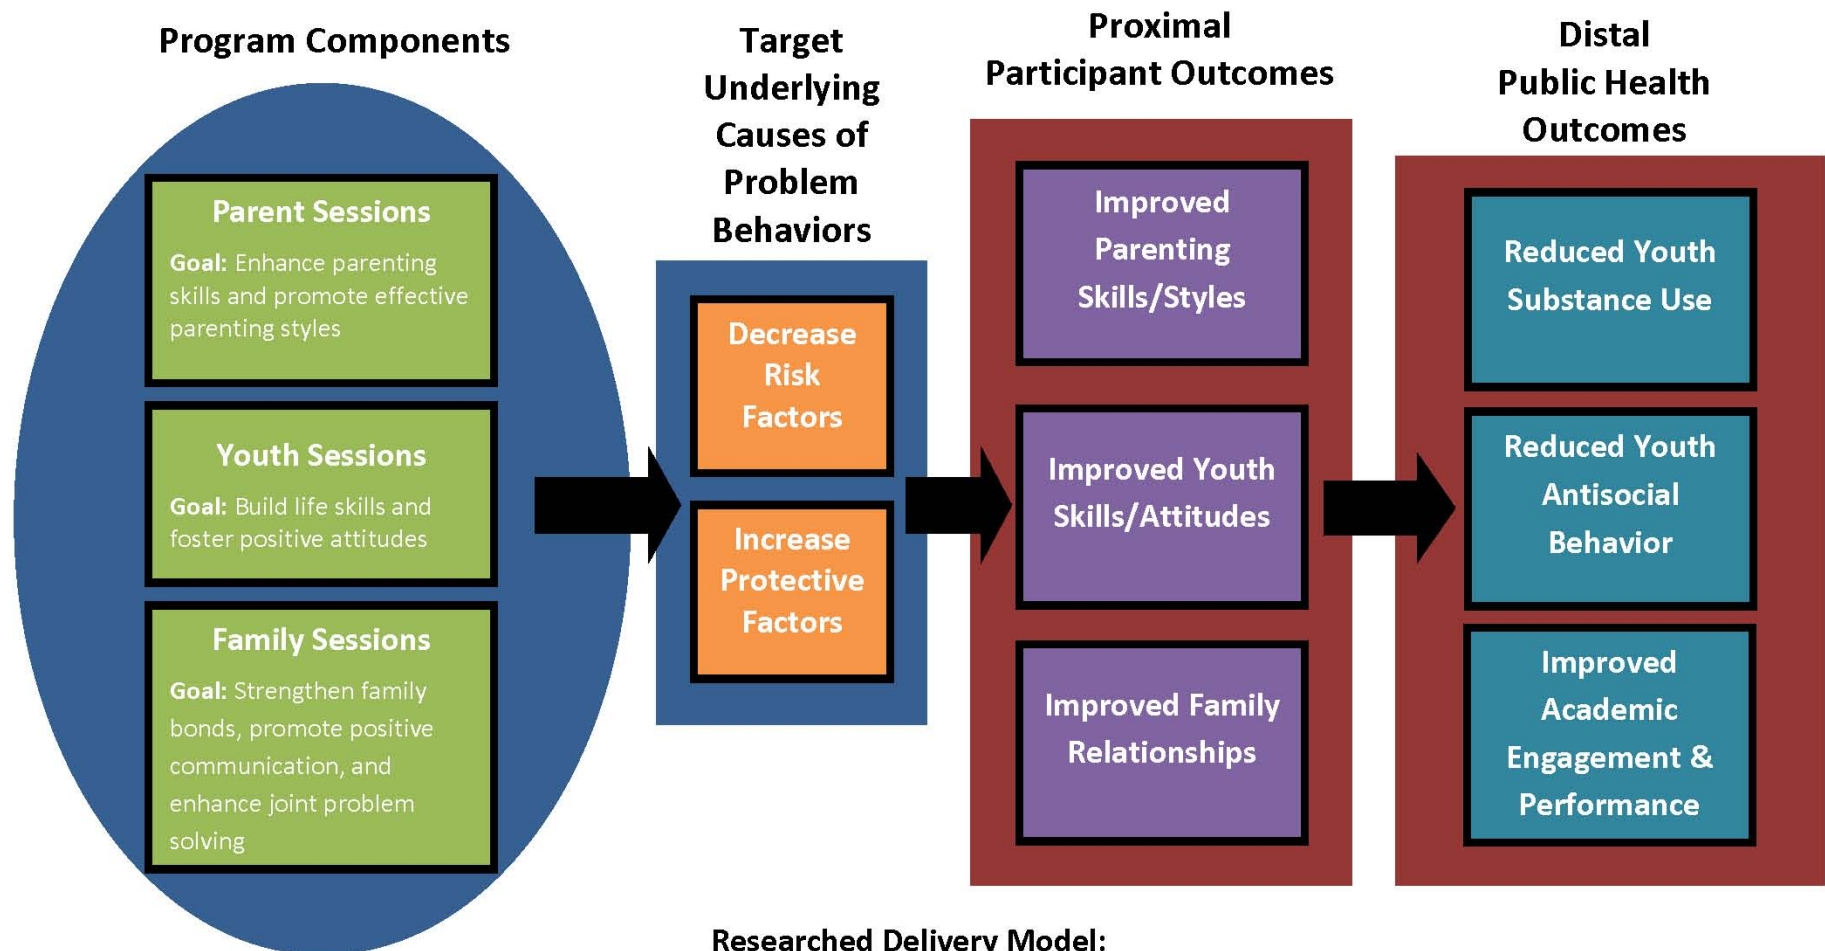 Program Components
Parent Sessions
Goal: Enhance parenting
skills and promote effective
parenting styles
Youth Sessions
Goal: Build life skills and
foster positive attitudes
Family Sessions
Goal: Strengthen family
bonds, promote positive
communication, and
enhance joint problem
solving
Target
Underlying
Causes of
Problem
Behaviors
Decrease
Risk
Factors
Increase
Protective
Factors
Proximal
Participant Outcomes
Improved
Parenting
Skills/Styles
Improved Youth
Skills/Attitudes
Improved Family
Relationships
Distal
Public Health
Outcomes
Reduced Youth
Substance Use
Reduced Youth
Antisocial
Behavior
Improved
Academic
Engagement &
Performance
Researched Delivery Model: